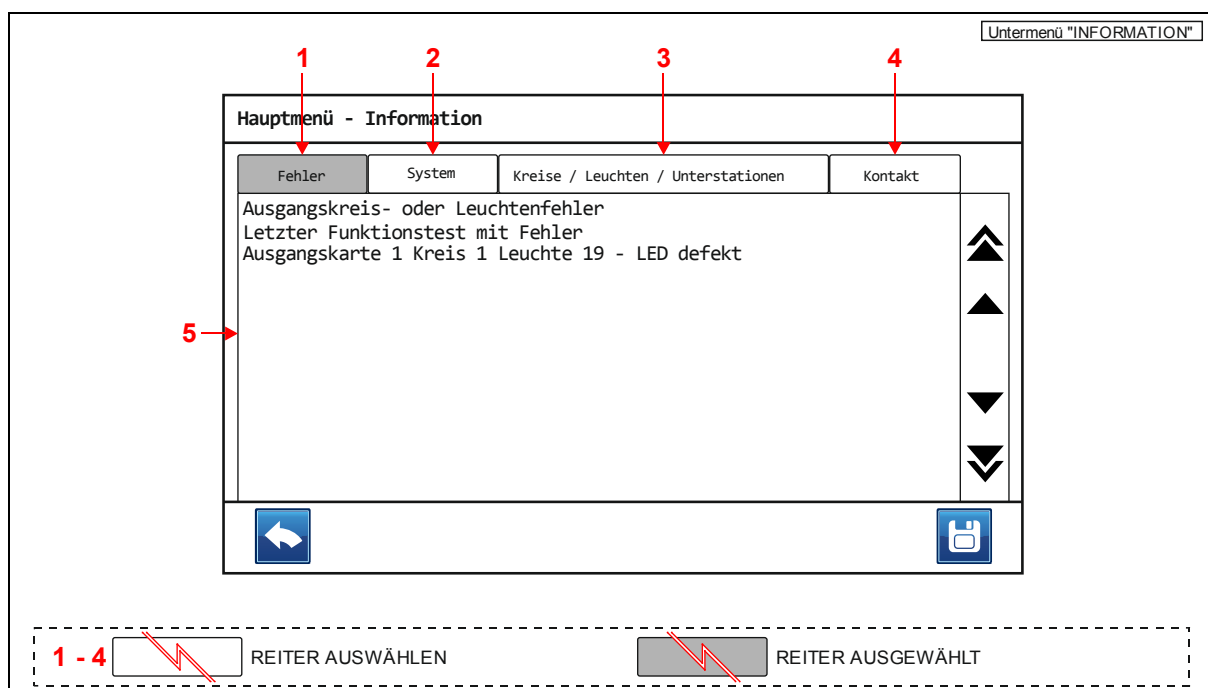 Untermenü "INFORMATION"
1 2 3 4
Hauptmenü - Information
Fehler System Kreise / Leuchten / Unterstationen Kontakt
Ausgangskreis- oder Leuchtenfehler
Letzter Funktionstest mit Fehler
Ausgangskarte 1 Kreis 1 Leuchte 19 - LED defekt
5
1 - 4 REITER AUSWÄHLEN REITER AUSGEWÄHLT